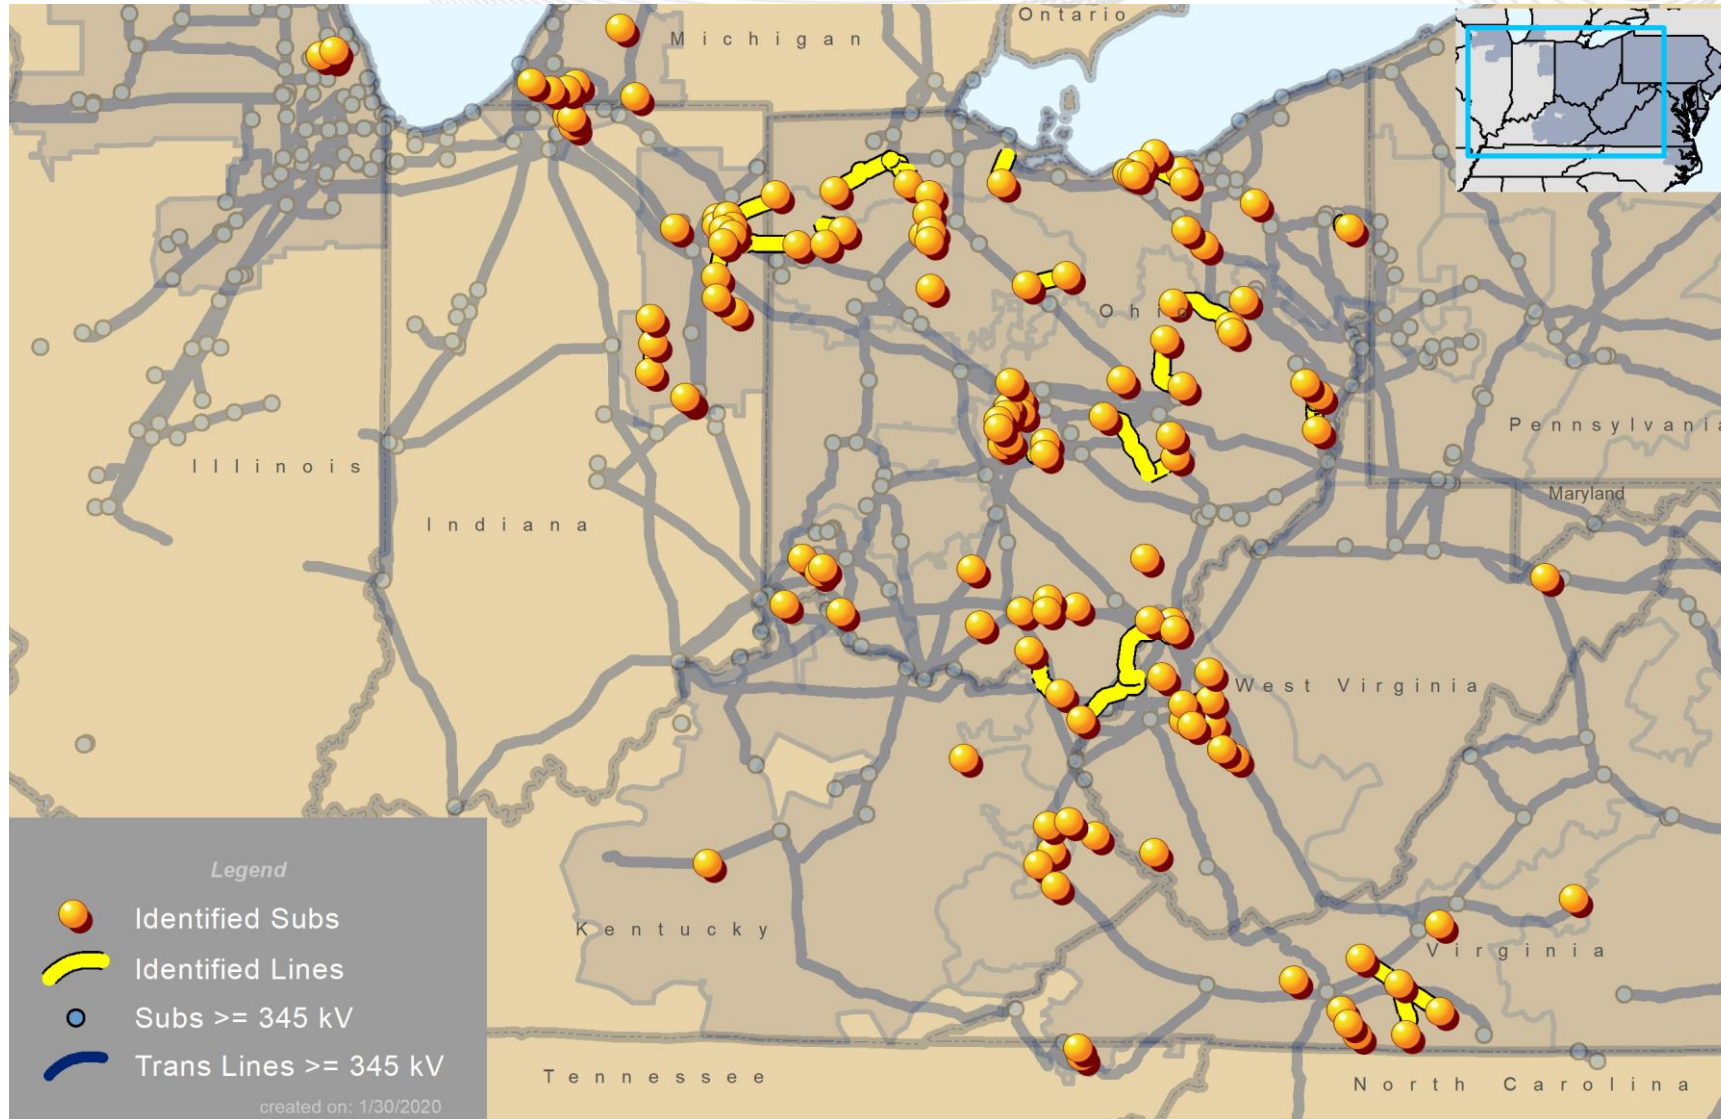 Ontario
Michigan
Ohio
Pennsylvania
Illinois
Maryland
Indiana
West Virginia
Kentucky
Virginia
Tennessee
North Carolina
Legend
Identified Subs
Identified Lines
Subs >= 345 kV
Trans Lines >= 345 kV
created on: 1/30/2020